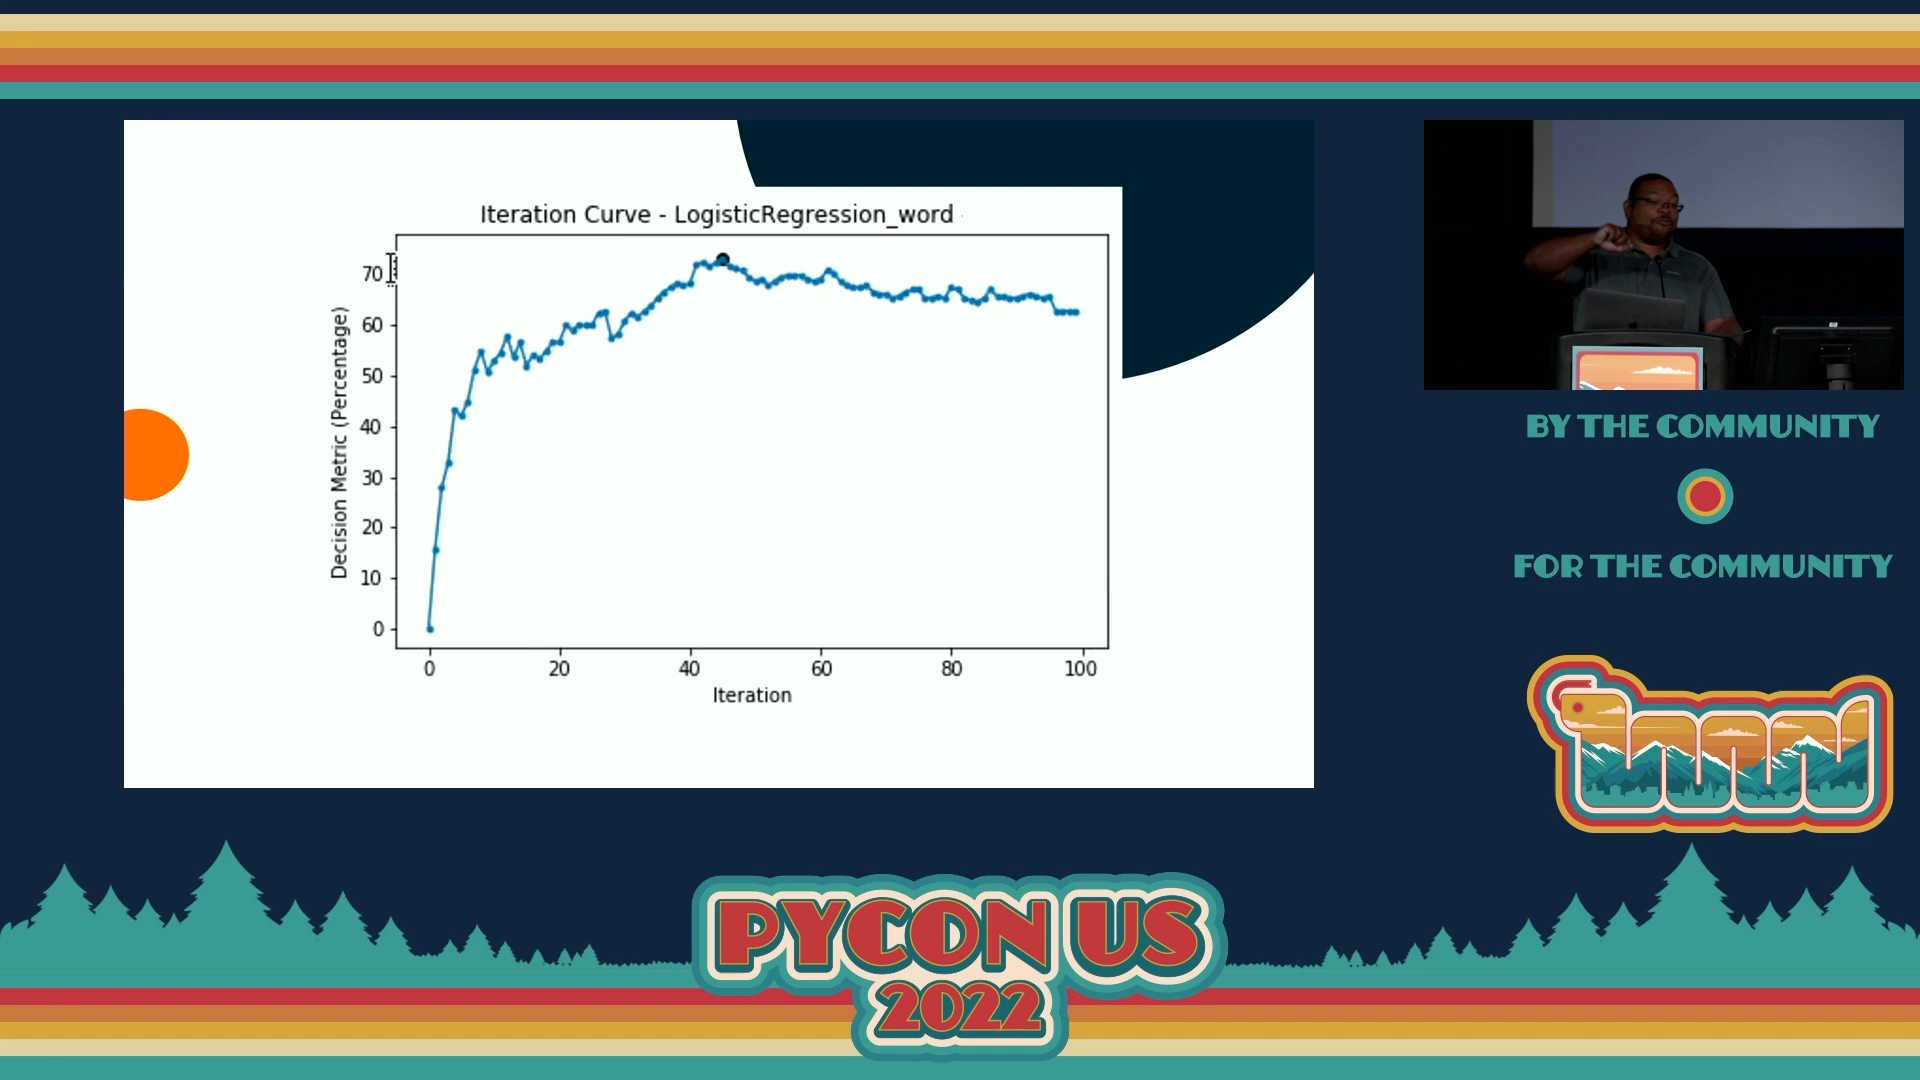 Iteration Curve - LogisticRegression_word
Decision Metric (Percentage)
70
60
50
40
30
20
10
0
0 20 40 60 80 100
Iteration
BY THE COMMUNITY
FOR THE COMMUNITY
PYCON US
2022